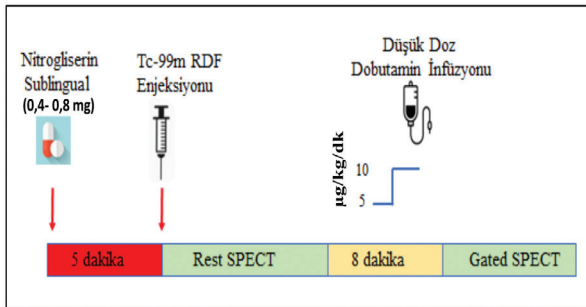 Nitrogliserin
Sublingual
(0,4- 0,8 mg)
Tc-99m RDF
Enjeksiyonu
Düşük Doz
Dobutamin İnfüzyonu
µg/kg/dk
10
5
5 dakika
Rest SPECT
8 dakika
Gated SPECT